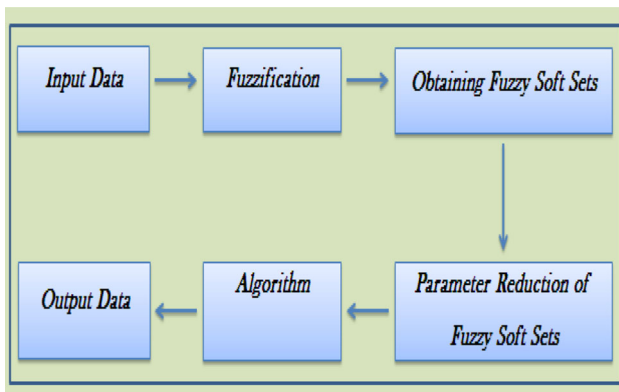 Input Data
Fuzzification
Obtaining Fuzzy Soft Sets
Output Data
Algorithm
Parameter Reduction of
Fuzzy Soft Sets